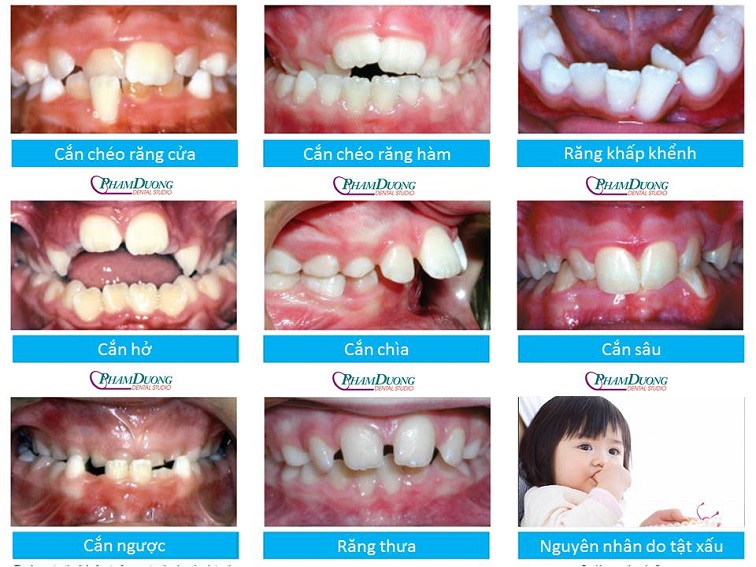 Cắn chéo răng cửa
Cắn chéo răng hàm
Răng khấp khểnh
PHAMDUONG
DENTAL STUDIO
PHAMDUONG
DENTAL STUDIO
PHAMDUONG
DENTAL STUDIO
Cắn hở
Cắn chìa
Cắn sâu
PHAMDUONG
DENTAL STUDIO
PHAMDUONG
DENTAL STUDIO
PHAMDUONG
DENTAL STUDIO
Cắn ngược
Răng thưa
Nguyên nhân do tật xấu